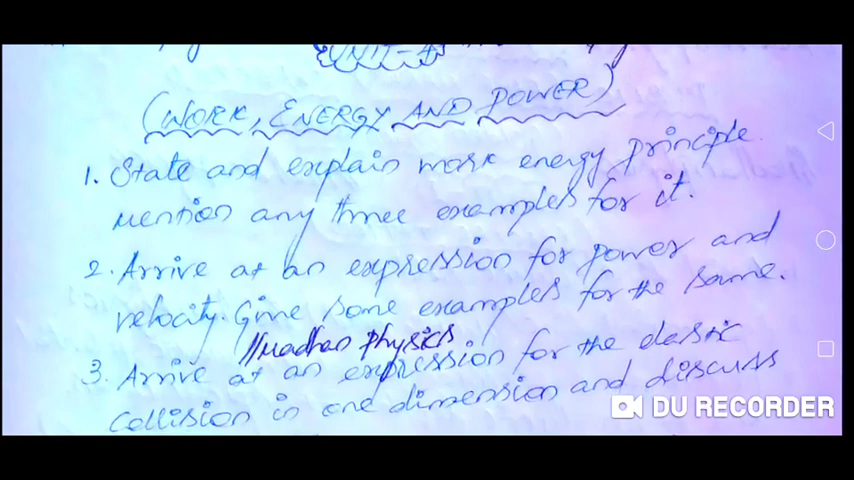 UNIT-4
(WORK, ENERGY AND POWER)
1. State and explain work energy principle.
mention any three examples for it.
2. Arrive at an expression for power and
velocity. Give some examples for the same.
//madhan physics
3. Arrive at an expression for the elastic
collision in one dimension and discuss
DU RECORDER